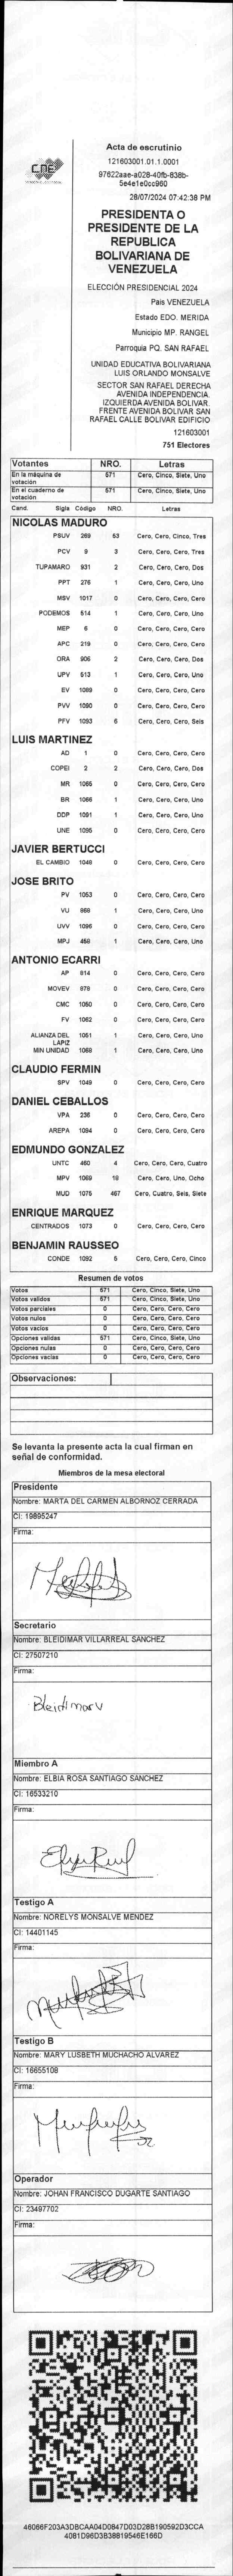 CNE
Acta de escrutinio
121603001.01.1.0001
97622aae-a028-40fb-838b-
5e4e1e0cc960
28/07/2024 07:42:38 PM
PRESIDENTA O
PRESIDENTE DE LA
REPUBLICA
BOLIVARIANA DE
VENEZUELA
ELECCIÓN PRESIDENCIAL 2024
País VENEZUELA
Estado EDO. MERIDA
Municipio MP. RANGEL
Parroquia PQ. SAN RAFAEL
UNIDAD EDUCATIVA BOLIVARIANA
LUIS ORLANDO MONSALVE
SECTOR SAN RAFAEL DERECHA
AVENIDA INDEPENDENCIA.
IZQUIERDA AVENIDA BOLIVAR.
FRENTE AVENIDA BOLIVAR SAN
RAFAEL CALLE BOLIVAR EDIFICIO
121603001
751 Electores
Votantes NRO. Letras
En la máquina de votación 571 Cero, Cinco, Siete, Uno
En el cuaderno de votación 571 Cero, Cinco, Siete, Uno
Cand. Sigla Código NRO. Letras
NICOLAS MADURO
PSUV 269 53 Cero, Cero, Cinco, Tres
PCV 9 3 Cero, Cero, Cero, Tres
TUPAMARO 931 2 Cero, Cero, Cero, Dos
PPT 276 1 Cero, Cero, Cero, Uno
MSV 1017 0 Cero, Cero, Cero, Cero
PODEMOS 514 1 Cero, Cero, Cero, Uno
MEP 6 0 Cero, Cero, Cero, Cero
APC 219 0 Cero, Cero, Cero, Cero
ORA 906 2 Cero, Cero, Cero, Dos
UPV 513 1 Cero, Cero, Cero, Uno
EV 1089 0 Cero, Cero, Cero, Cero
PVV 1090 0 Cero, Cero, Cero, Cero
PFV 1093 6 Cero, Cero, Cero, Seis
LUIS MARTINEZ
AD 1 0 Cero, Cero, Cero, Cero
COPEI 2 2 Cero, Cero, Cero, Dos
MR 1065 0 Cero, Cero, Cero, Cero
BR 1066 1 Cero, Cero, Cero, Uno
DDP 1091 1 Cero, Cero, Cero, Uno
UNE 1095 0 Cero, Cero, Cero, Cero
JAVIER BERTUCCI
EL CAMBIO 1048 0 Cero, Cero, Cero, Cero
JOSE BRITO
PV 1053 0 Cero, Cero, Cero, Cero
VU 868 1 Cero, Cero, Cero, Uno
UVV 1096 0 Cero, Cero, Cero, Cero
MPJ 458 1 Cero, Cero, Cero, Uno
ANTONIO ECARRI
AP 814 0 Cero, Cero, Cero, Cero
MOVEV 878 0 Cero, Cero, Cero, Cero
CMC 1050 0 Cero, Cero, Cero, Cero
FV 1062 0 Cero, Cero, Cero, Cero
ALIANZA DEL LAPIZ 1051 1 Cero, Cero, Cero, Uno
MIN UNIDAD 1068 1 Cero, Cero, Cero, Uno
CLAUDIO FERMIN
SPV 1049 0 Cero, Cero, Cero, Cero
DANIEL CEBALLOS
VPA 236 0 Cero, Cero, Cero, Cero
AREPA 1094 0 Cero, Cero, Cero, Cero
EDMUNDO GONZALEZ
UNTC 460 4 Cero, Cero, Cero, Cuatro
MPV 1069 18 Cero, Cero, Uno, Ocho
MUD 1075 467 Cero, Cuatro, Seis, Siete
ENRIQUE MARQUEZ
CENTRADOS 1073 0 Cero, Cero, Cero, Cero
BENJAMIN RAUSSEO
CONDE 1092 5 Cero, Cero, Cero, Cinco
Resumen de votos
Votos 571 Cero, Cinco, Siete, Uno
Votos validos 571 Cero, Cinco, Siete, Uno
Votos parciales 0 Cero, Cero, Cero, Cero
Votos nulos 0 Cero, Cero, Cero, Cero
Votos vacios 0 Cero, Cero, Cero, Cero
Opciones validas 571 Cero, Cinco, Siete, Uno
Opciones nulas 0 Cero, Cero, Cero, Cero
Opciones vacias 0 Cero, Cero, Cero, Cero
Observaciones:
Se levanta la presente acta la cual firman en
señal de conformidad.
Miembros de la mesa electoral
Presidente
Nombre: MARTA DEL CARMEN ALBORNOZ CERRADA
CI: 19895247
Firma:
Secretario
Nombre: BLEIDIMAR VILLARREAL SANCHEZ
CI: 27507210
Firma:
Bleidimar V
Miembro A
Nombre: ELBIA ROSA SANTIAGO SANCHEZ
CI: 16533210
Firma:
Testigo A
Nombre: NORELYS MONSALVE MENDEZ
CI: 14401145
Firma:
Testigo B
Nombre: MARY LUSBETH MUCHACHO ALVAREZ
CI: 16655108
Firma:
Operador
Nombre: JOHAN FRANCISCO DUGARTE SANTIAGO
CI: 23497702
Firma:
46066F203A3DBCAA04D0847D03D28B190592D3CCA
4081D96D3B38819546E166D